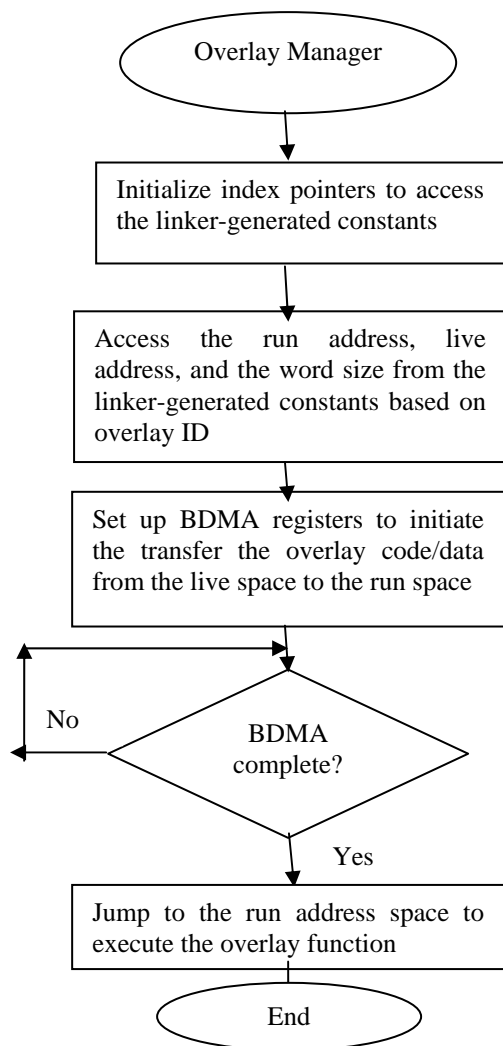 Overlay Manager
Initialize index pointers to access
the linker-generated constants
Access the run address, live
address, and the word size from the
linker-generated constants based on
overlay ID
Set up BDMA registers to initiate
the transfer the overlay code/data
from the live space to the run space
No
BDMA
complete?
Yes
Jump to the run address space to
execute the overlay function
End